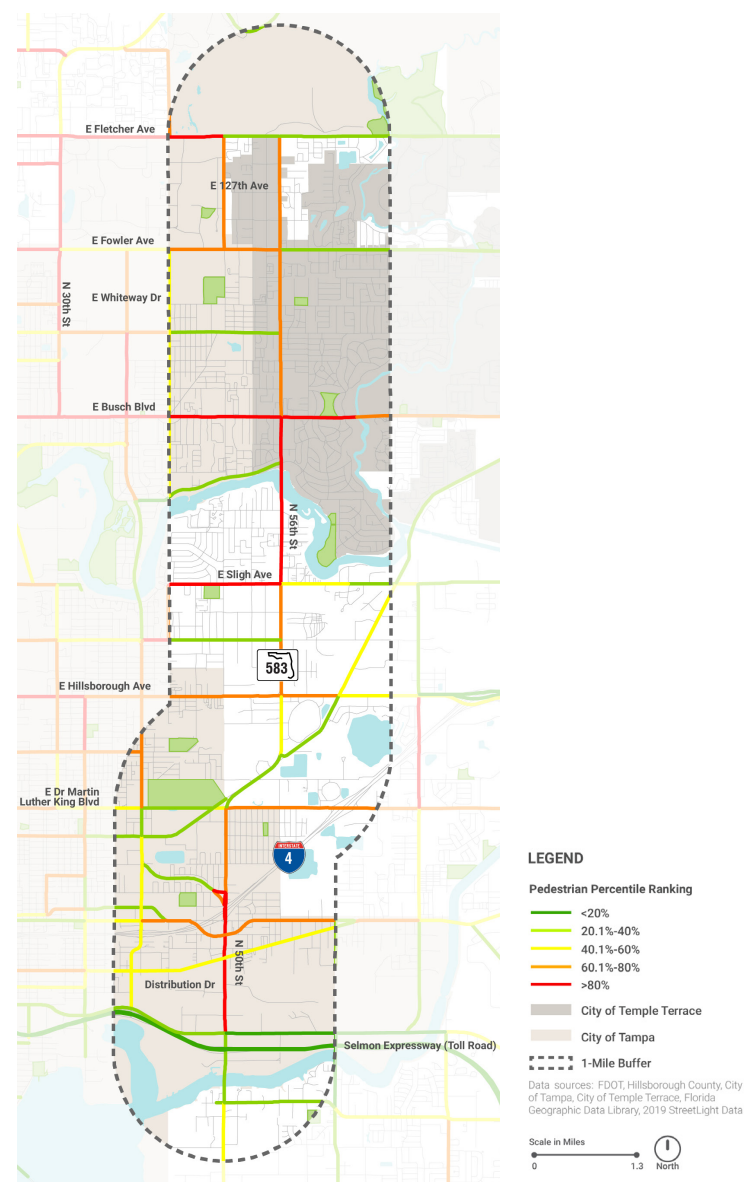 E Fletcher Ave
E 127th Ave
E Fowler Ave
N 30th St
E Whiteway Dr
E Busch Blvd
N 56th St
E Sligh Ave
583
E Hillsborough Ave
E Dr Martin
Luther King Blvd
INTERSTATE
4
N 50th St
Distribution Dr
Selmon Expressway (Toll Road)
LEGEND
Pedestrian Percentile Ranking
<20%
20.1%-40%
40.1%-60%
60.1%-80%
>80%
City of Temple Terrace
City of Tampa
1-Mile Buffer
Data sources: FDOT, Hillsborough County, City
of Tampa, City of Temple Terrace, Florida
Geographic Data Library, 2019 StreetLight Data
Scale in Miles
0 1.3 North